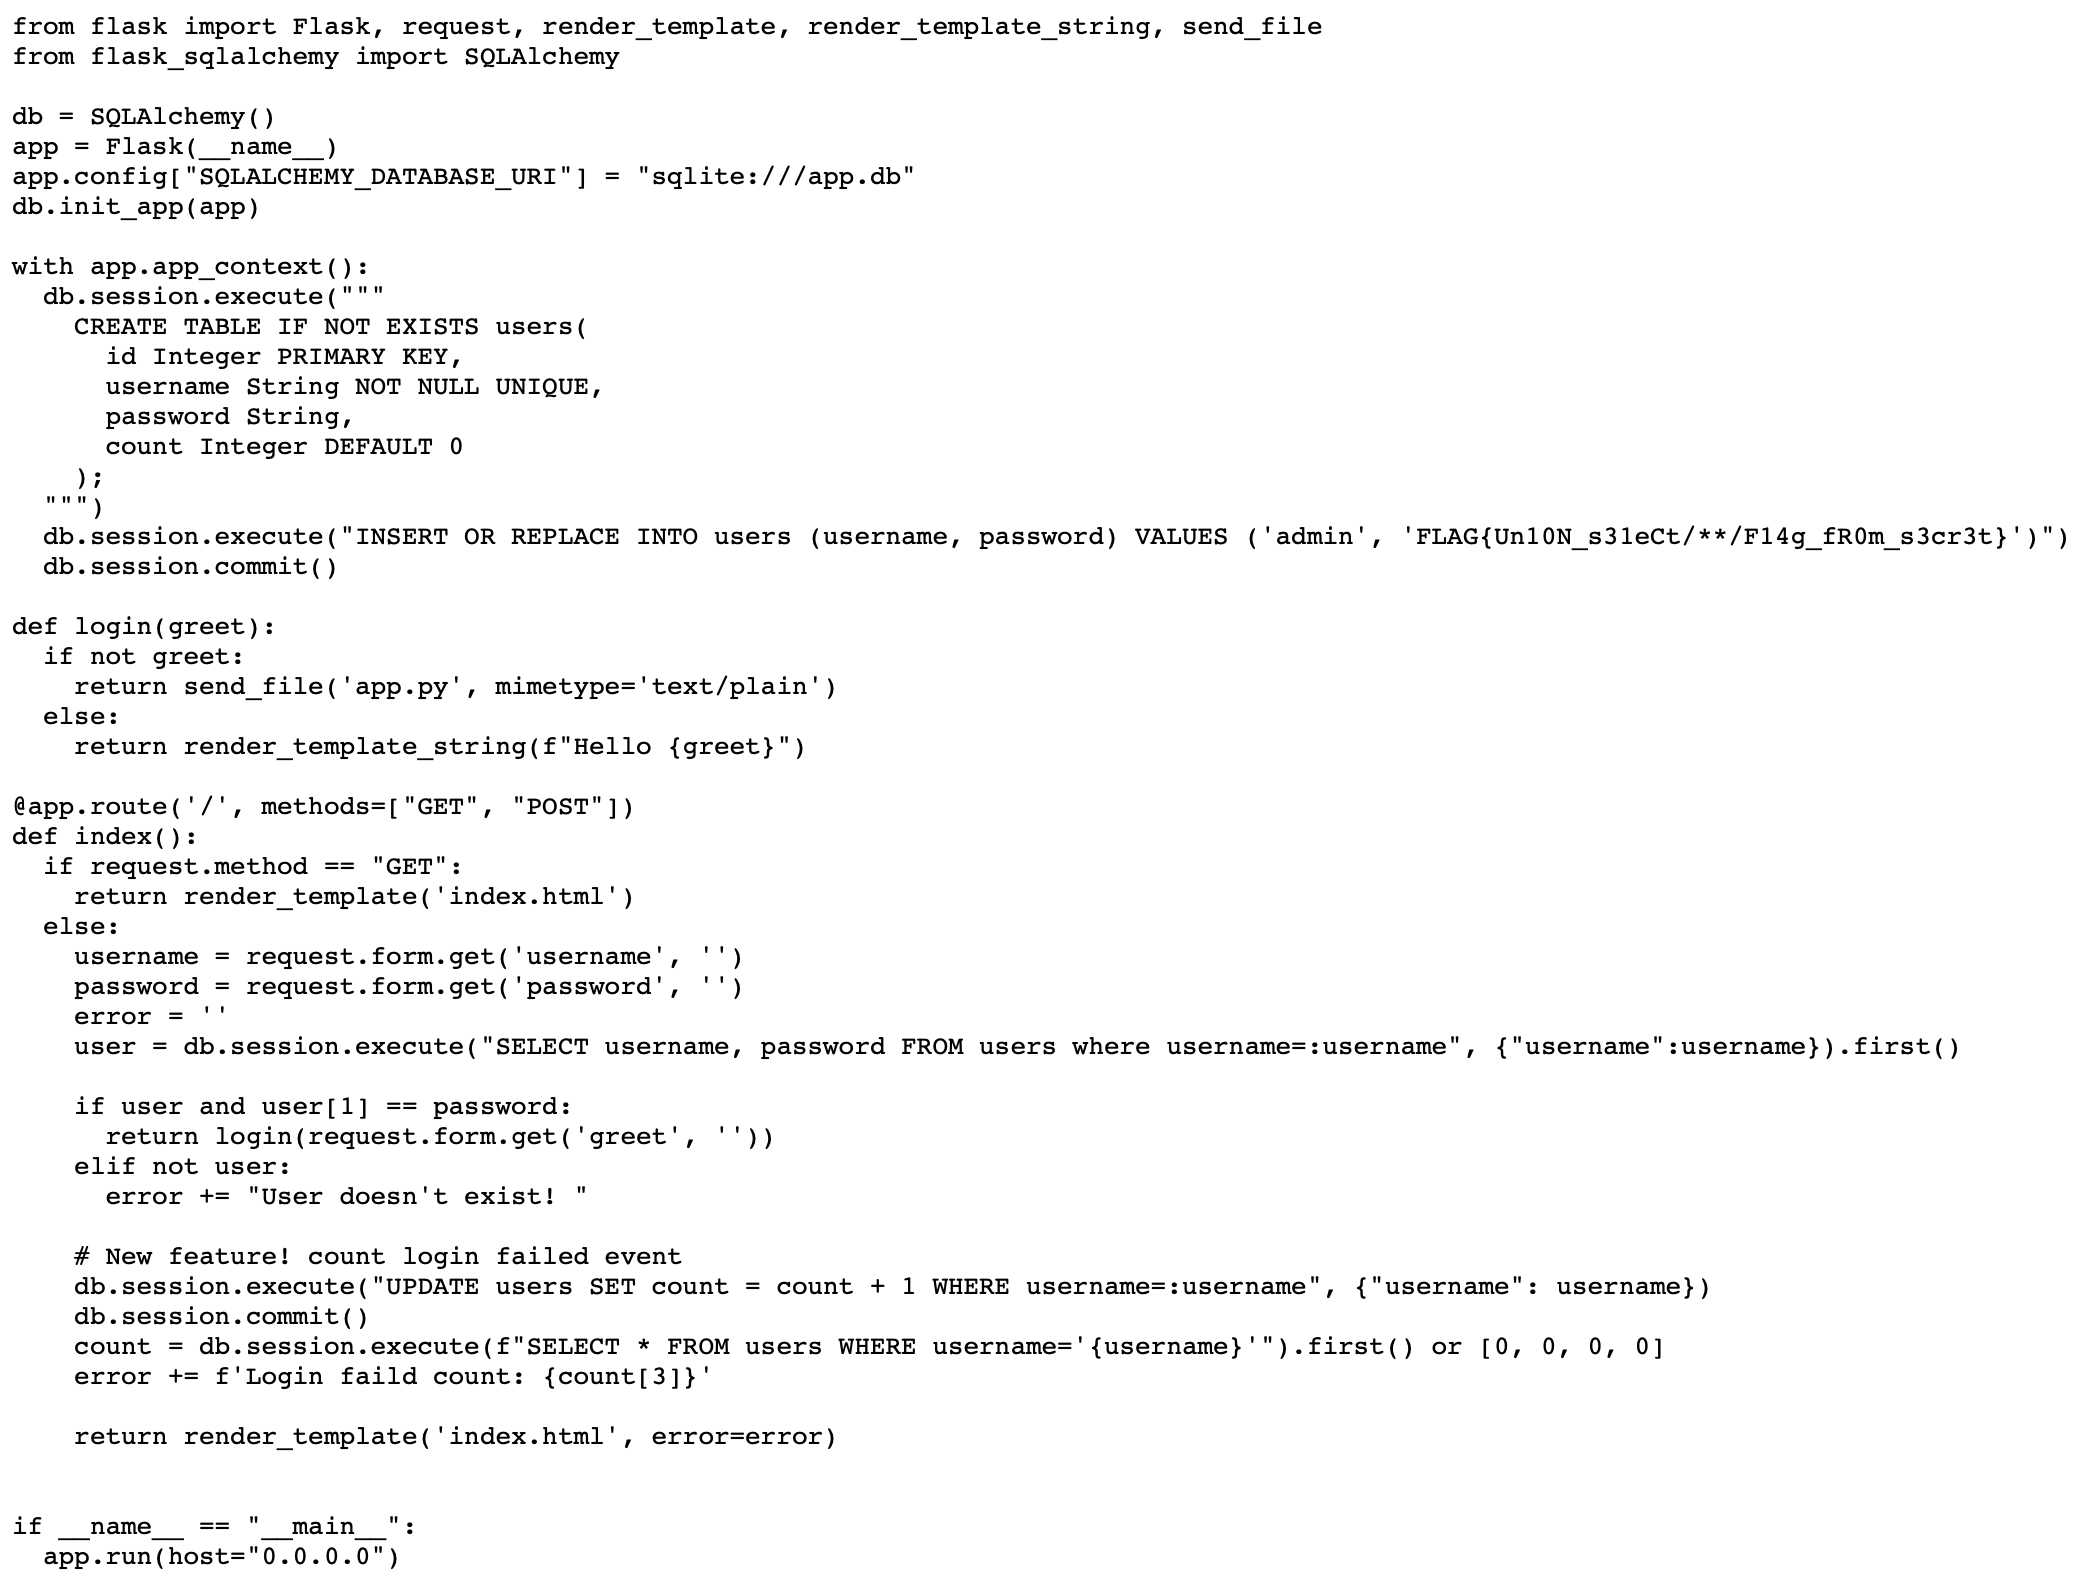 from flask import Flask, request, render_template, render_template_string, send_file
from flask_sqlalchemy import SQLAlchemy

db = SQLAlchemy()
app = Flask(__name__)
app.config["SQLALCHEMY_DATABASE_URI"] = "sqlite:///app.db"
db.init_app(app)

with app.app_context():
  db.session.execute("""
    CREATE TABLE IF NOT EXISTS users(
      id Integer PRIMARY KEY,
      username String NOT NULL UNIQUE,
      password String,
      count Integer DEFAULT 0
    );
  """)
  db.session.execute("INSERT OR REPLACE INTO users (username, password) VALUES ('admin', 'FLAG{Un10N_s31eCt/**/F14g_fR0m_s3cr3t}')")
  db.session.commit()

def login(greet):
  if not greet:
    return send_file('app.py', mimetype='text/plain')
  else:
    return render_template_string(f"Hello {greet}")

@app.route('/', methods=["GET", "POST"])
def index():
  if request.method == "GET":
    return render_template('index.html')
  else:
    username = request.form.get('username', '')
    password = request.form.get('password', '')
    error = ''
    user = db.session.execute("SELECT username, password FROM users where username=:username", {"username":username}).first()

    if user and user[1] == password:
      return login(request.form.get('greet', ''))
    elif not user:
      error += "User doesn't exist! "

    # New feature! count login failed event
    db.session.execute("UPDATE users SET count = count + 1 WHERE username=:username", {"username": username})
    db.session.commit()
    count = db.session.execute(f"SELECT * FROM users WHERE username='{username}'").first() or [0, 0, 0, 0]
    error += f'Login faild count: {count[3]}'

    return render_template('index.html', error=error)


if __name__ == "__main__":
  app.run(host="0.0.0.0")